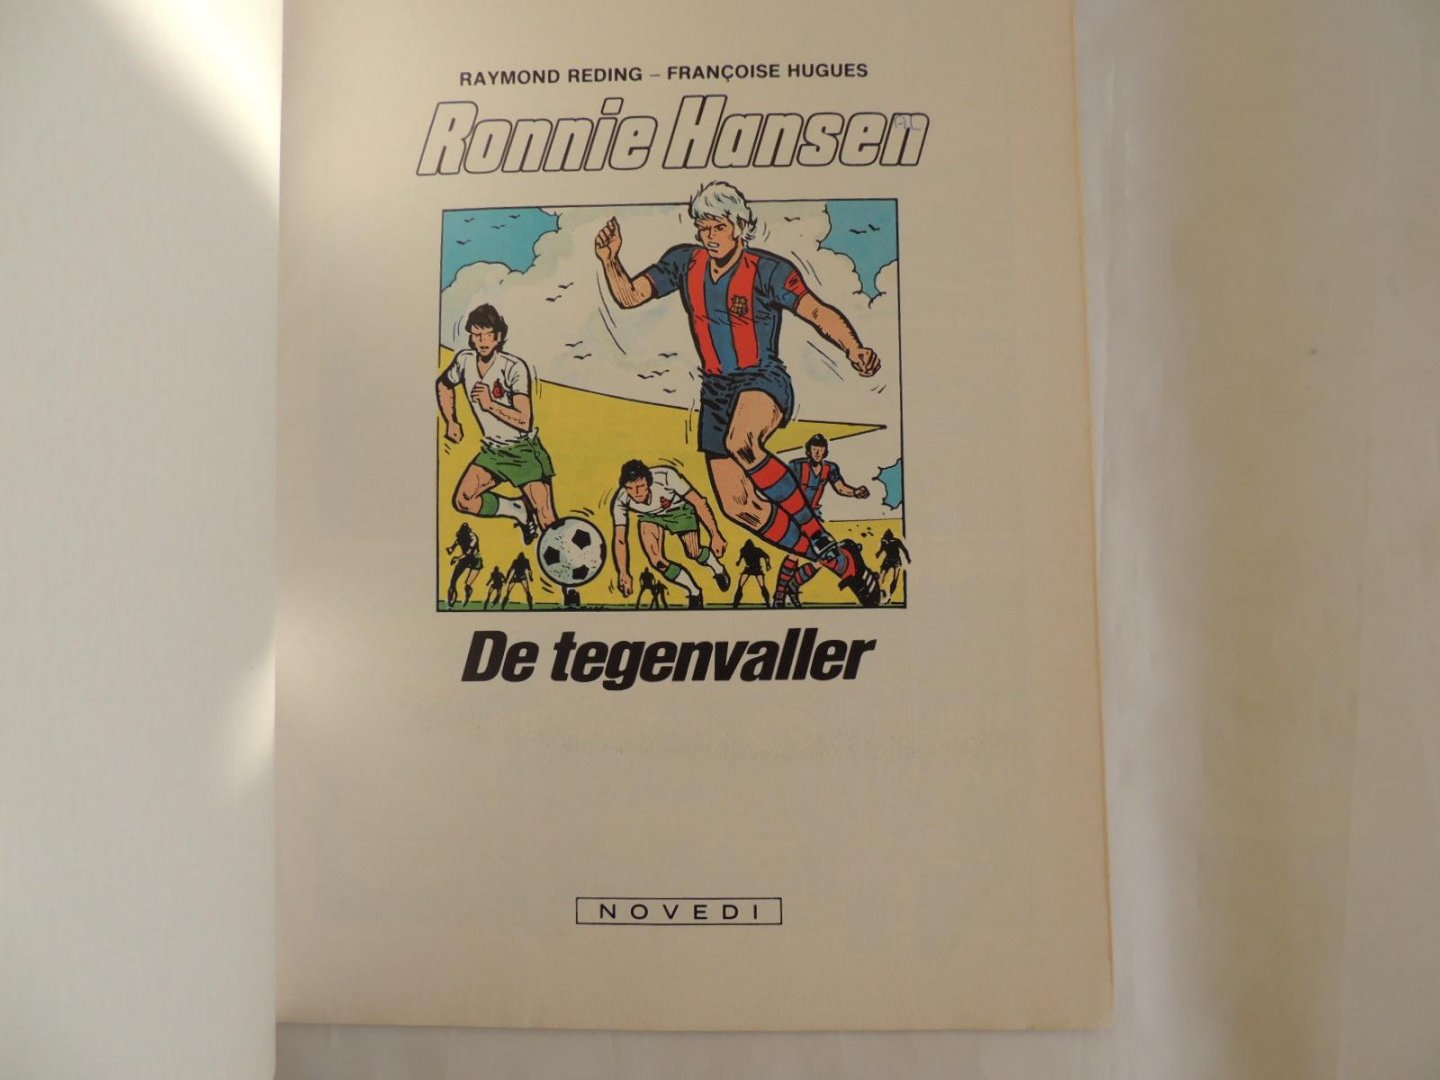 RAYMOND REDING – FRANÇOISE HUGUES
Ronnie Hansen
De tegenvaller
NOVEDI